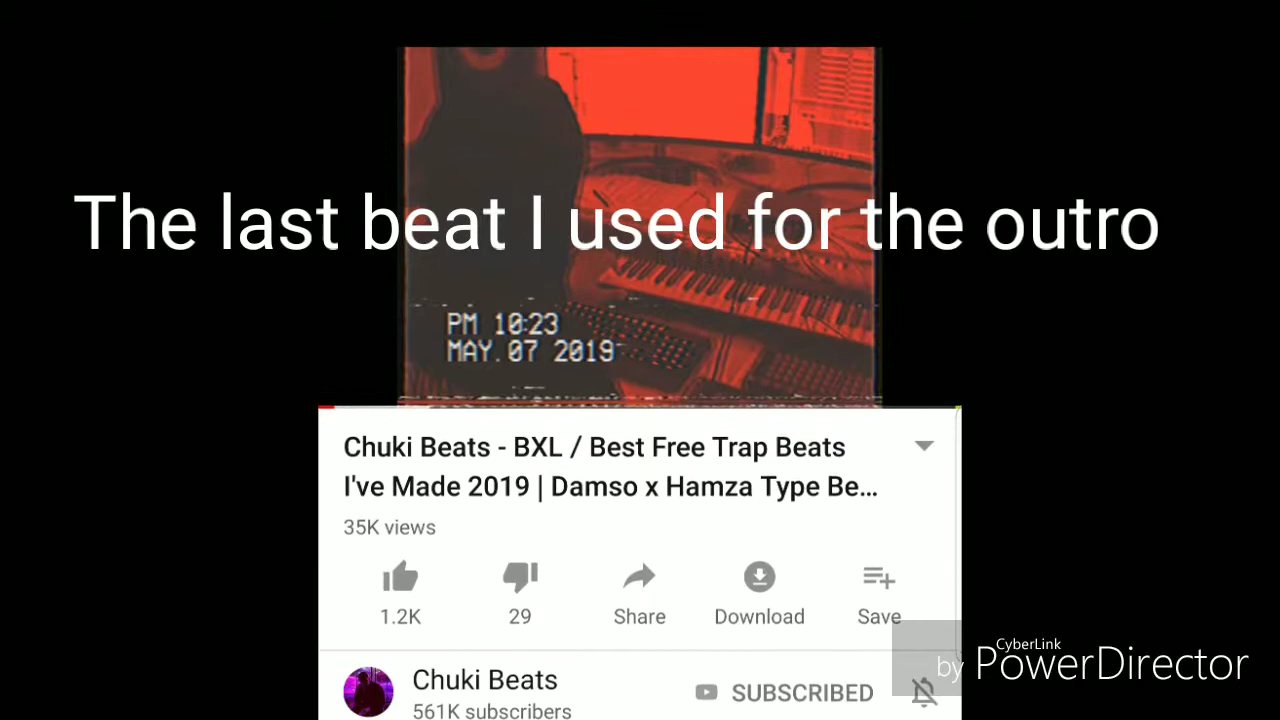 The last beat I used for the outro
PM 10:23
MAY.07 2019
Chuki Beats - BXL / Best Free Trap Beats
I've Made 2019 | Damso x Hamza Type Be...
35K views
1.2K
29
Share
Download
Save
Chuki Beats
561K subscribers
SUBSCRIBED
CyberLink
by PowerDirector